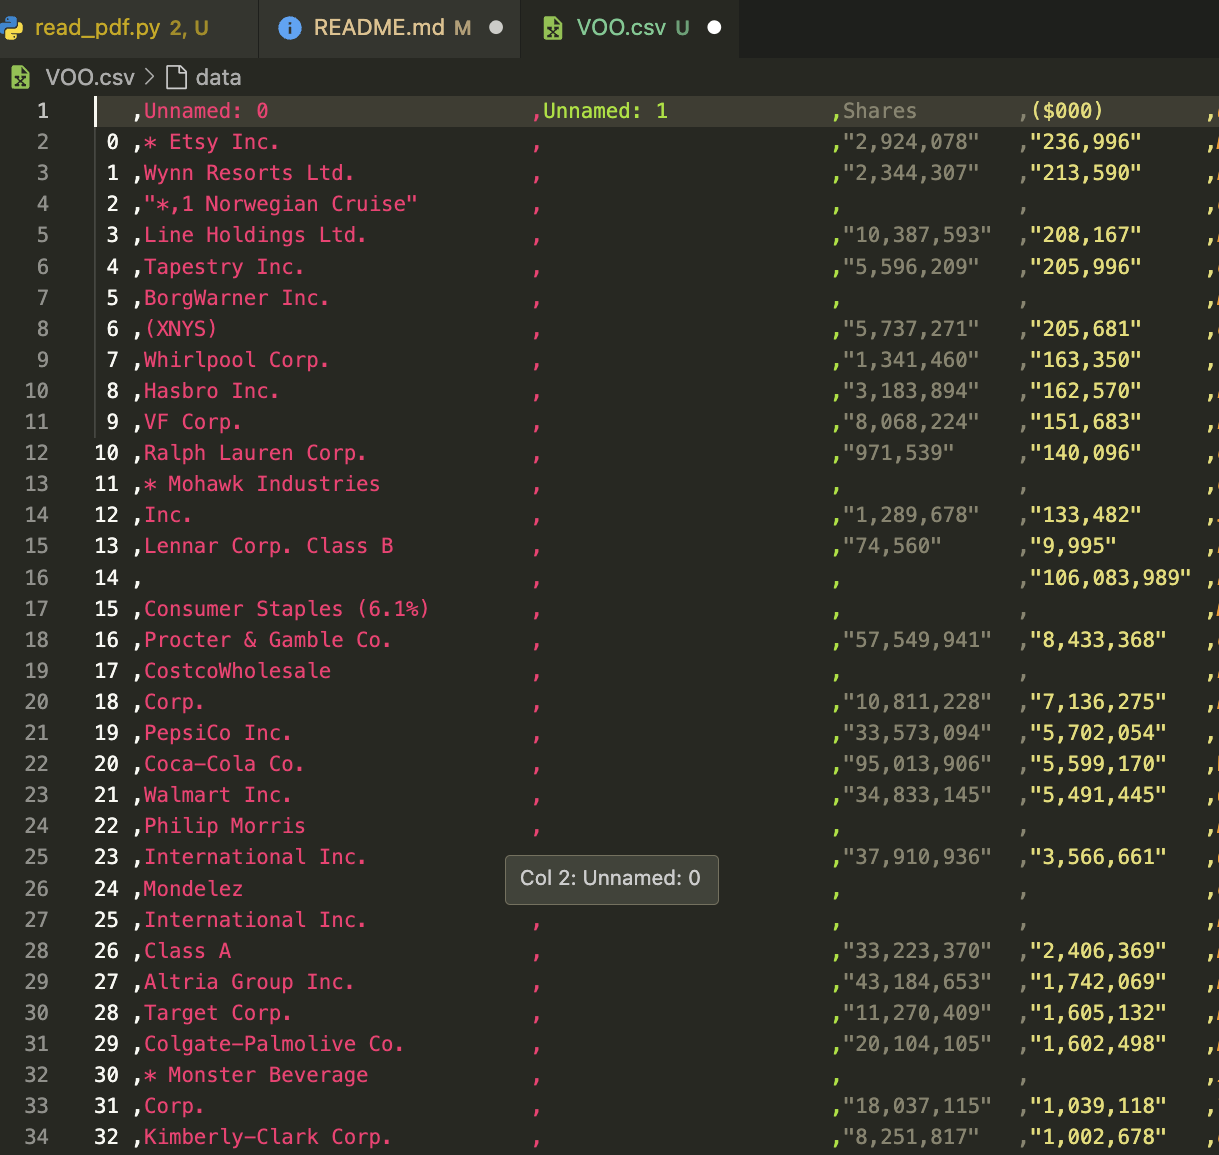 read_pdf.py 2, U README.md M VOO.csv U
VOO.csv > data
1 ,Unnamed: 0 ,Unnamed: 1 ,Shares ,($000) ,
2 0 ,* Etsy Inc. , ,"2,924,078" ,"236,996" ,
3 1 ,Wynn Resorts Ltd. , ,"2,344,307" ,"213,590" ,
4 2 ,"*,1 Norwegian Cruise" , , , ,
5 3 ,Line Holdings Ltd. , ,"10,387,593" ,"208,167" ,
6 4 ,Tapestry Inc. , ,"5,596,209" ,"205,996" ,
7 5 ,BorgWarner Inc. , , , ,
8 6 ,(XNYS) , ,"5,737,271" ,"205,681" ,
9 7 ,Whirlpool Corp. , ,"1,341,460" ,"163,350" ,
10 8 ,Hasbro Inc. , ,"3,183,894" ,"162,570" ,
11 9 ,VF Corp. , ,"8,068,224" ,"151,683" ,
12 10 ,Ralph Lauren Corp. , ,"971,539" ,"140,096" ,
13 11 ,* Mohawk Industries , , , ,
14 12 ,Inc. , ,"1,289,678" ,"133,482" ,
15 13 ,Lennar Corp. Class B , ,"74,560" ,"9,995" ,
16 14 , , , ,"106,083,989" ,
17 15 ,Consumer Staples (6.1%) , , , ,
18 16 ,Procter & Gamble Co. , ,"57,549,941" ,"8,433,368" ,
19 17 ,CostcoWholesale , , , ,
20 18 ,Corp. , ,"10,811,228" ,"7,136,275" ,
21 19 ,PepsiCo Inc. , ,"33,573,094" ,"5,702,054" ,
22 20 ,Coca-Cola Co. , ,"95,013,906" ,"5,599,170" ,
23 21 ,Walmart Inc. , ,"34,833,145" ,"5,491,445" ,
24 22 ,Philip Morris , , , ,
25 23 ,International Inc. ,"37,910,936" ,"3,566,661" ,
Col 2: Unnamed: 0
26 24 ,Mondelez , , ,
27 25 ,International Inc. , , , ,
28 26 ,Class A , ,"33,223,370" ,"2,406,369" ,
29 27 ,Altria Group Inc. , ,"43,184,653" ,"1,742,069" ,
30 28 ,Target Corp. , ,"11,270,409" ,"1,605,132" ,
31 29 ,Colgate-Palmolive Co. , ,"20,104,105" ,"1,602,498" ,
32 30 ,* Monster Beverage , , , ,
33 31 ,Corp. , ,"18,037,115" ,"1,039,118" ,
34 32 ,Kimberly-Clark Corp. , ,"8,251,817" ,"1,002,678" ,